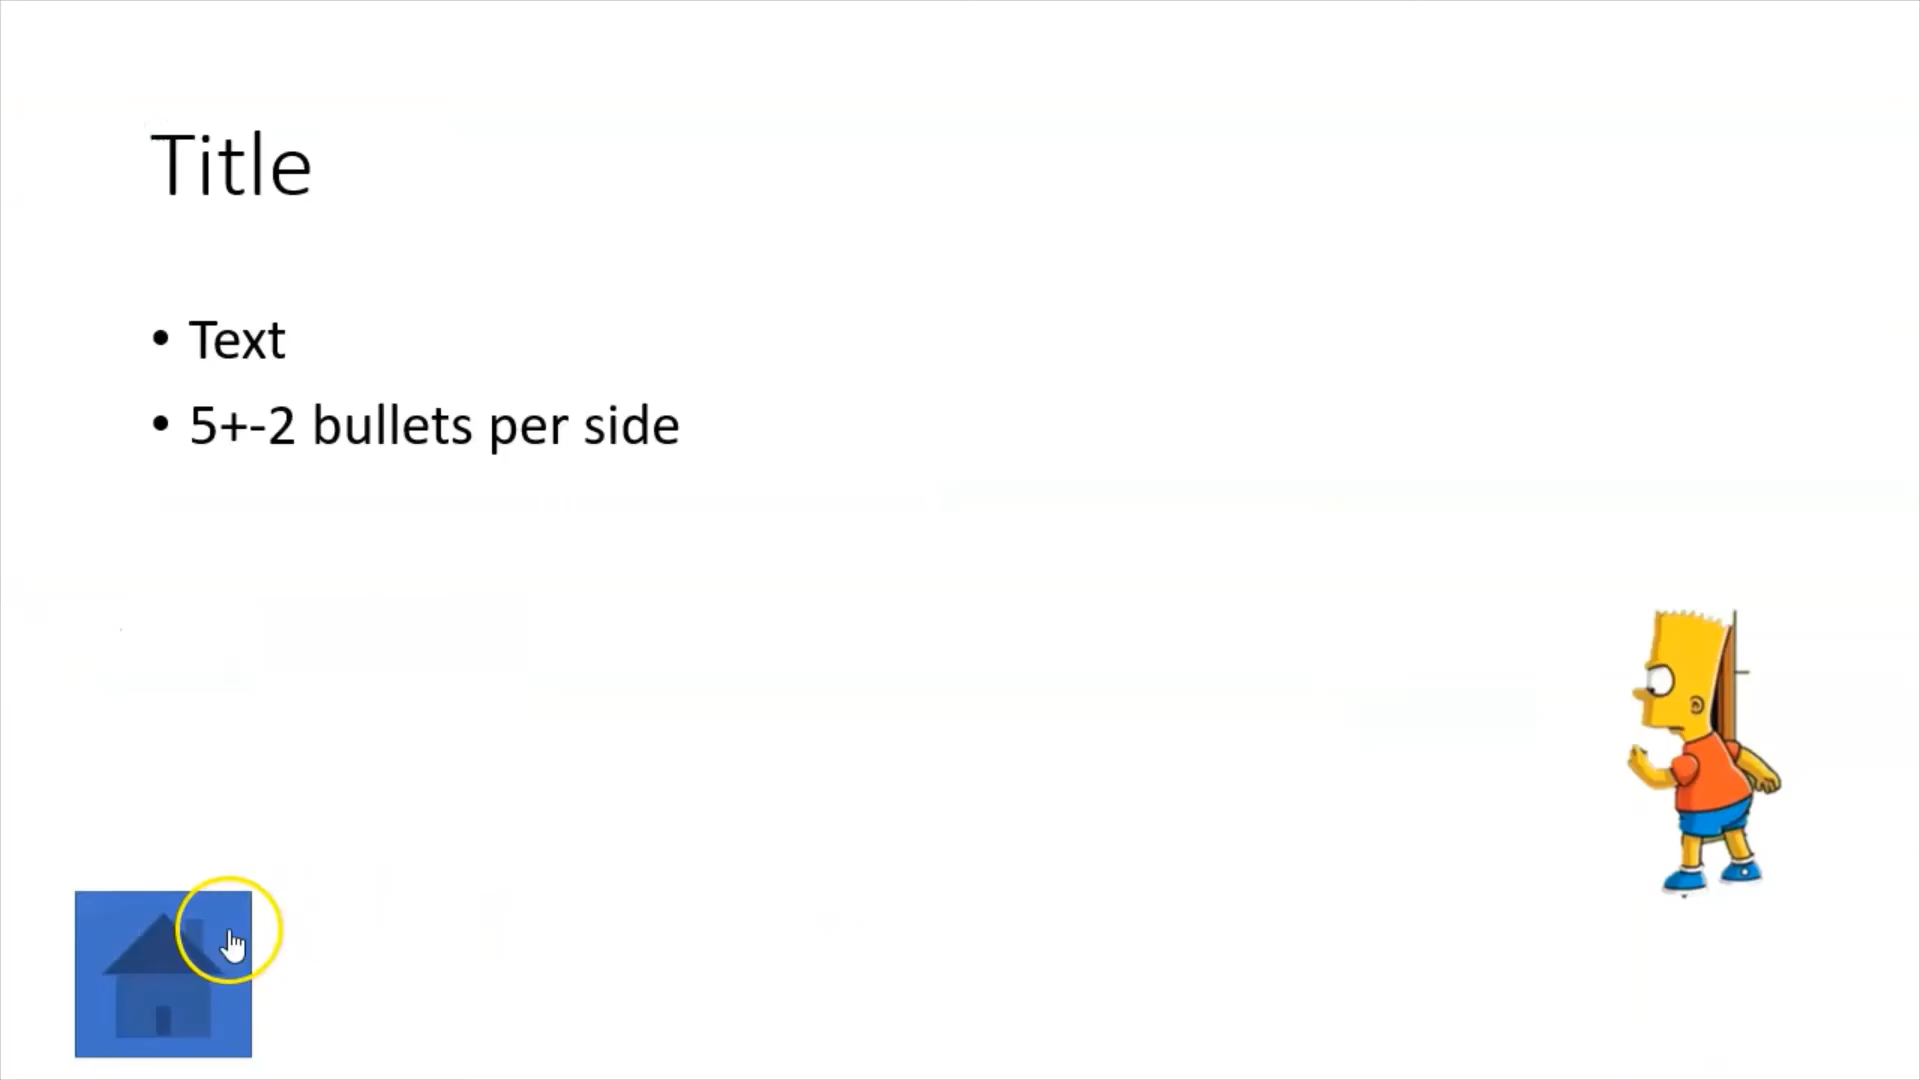 Title
• Text
• 5+-2 bullets per side